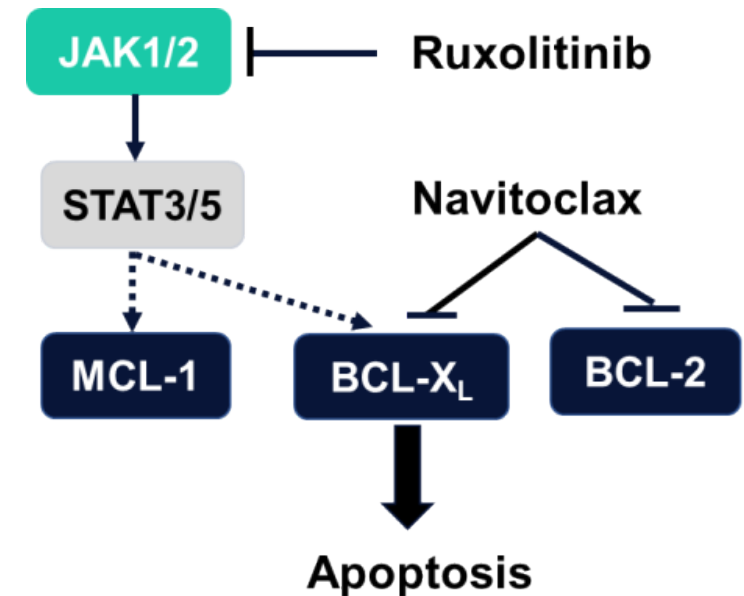 JAK1/2
Ruxolitinib
STAT3/5
Navitoclax
MCL-1
BCL-XL
BCL-2
Apoptosis